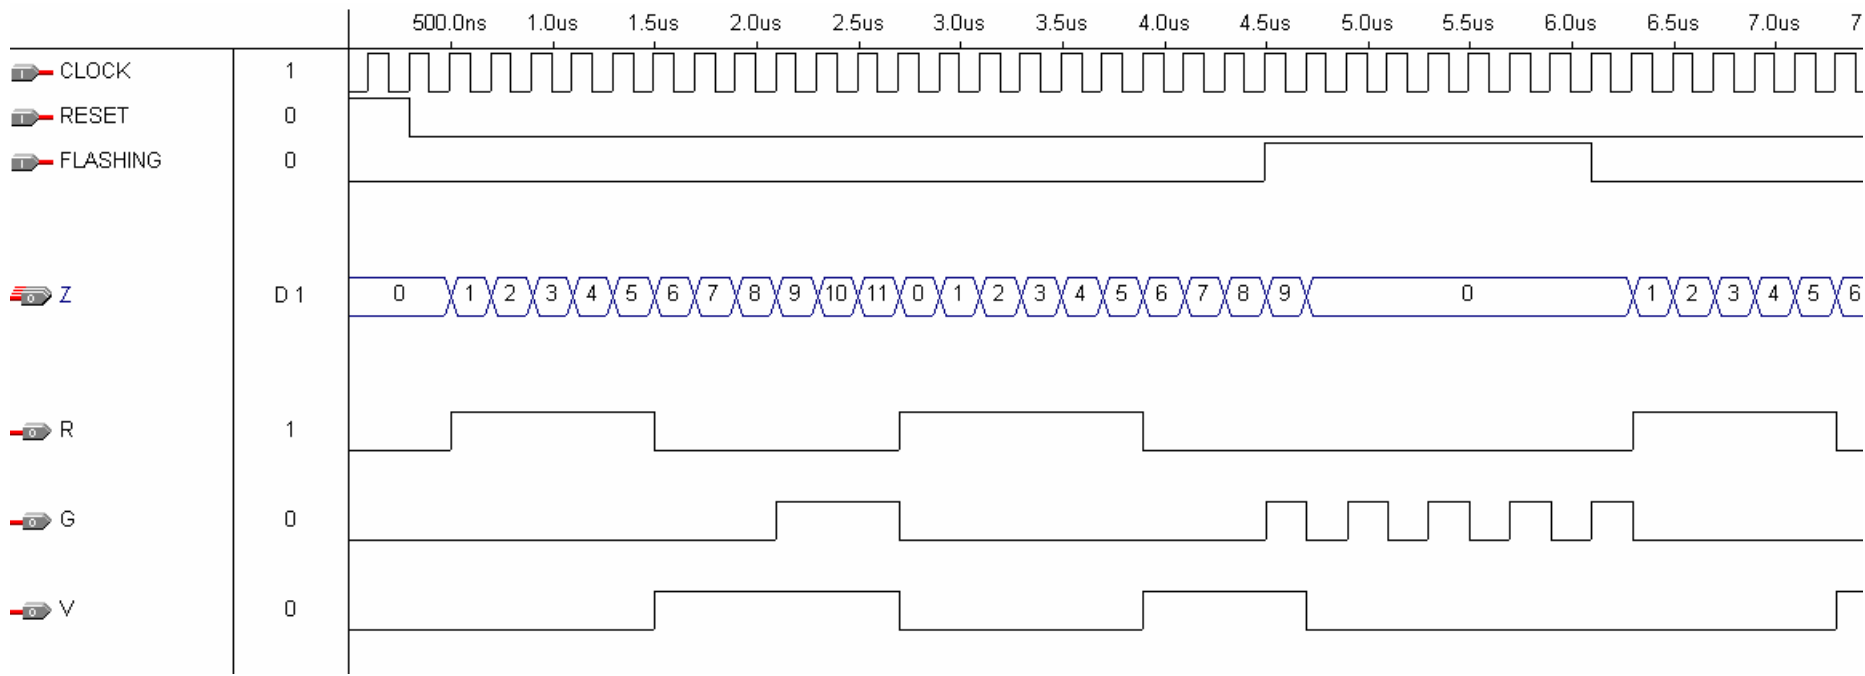 500.0ns 1.0us 1.5us 2.0us 2.5us 3.0us 3.5us 4.0us 4.5us 5.0us 5.5us 6.0us 6.5us 7.0us 7
CLOCK 1
RESET 0
FLASHING 0
Z D 1 0 1 2 3 4 5 6 7 8 9 10 11 0 1 2 3 4 5 6 7 8 9 0 1 2 3 4 5 6
R 1
G 0
V 0